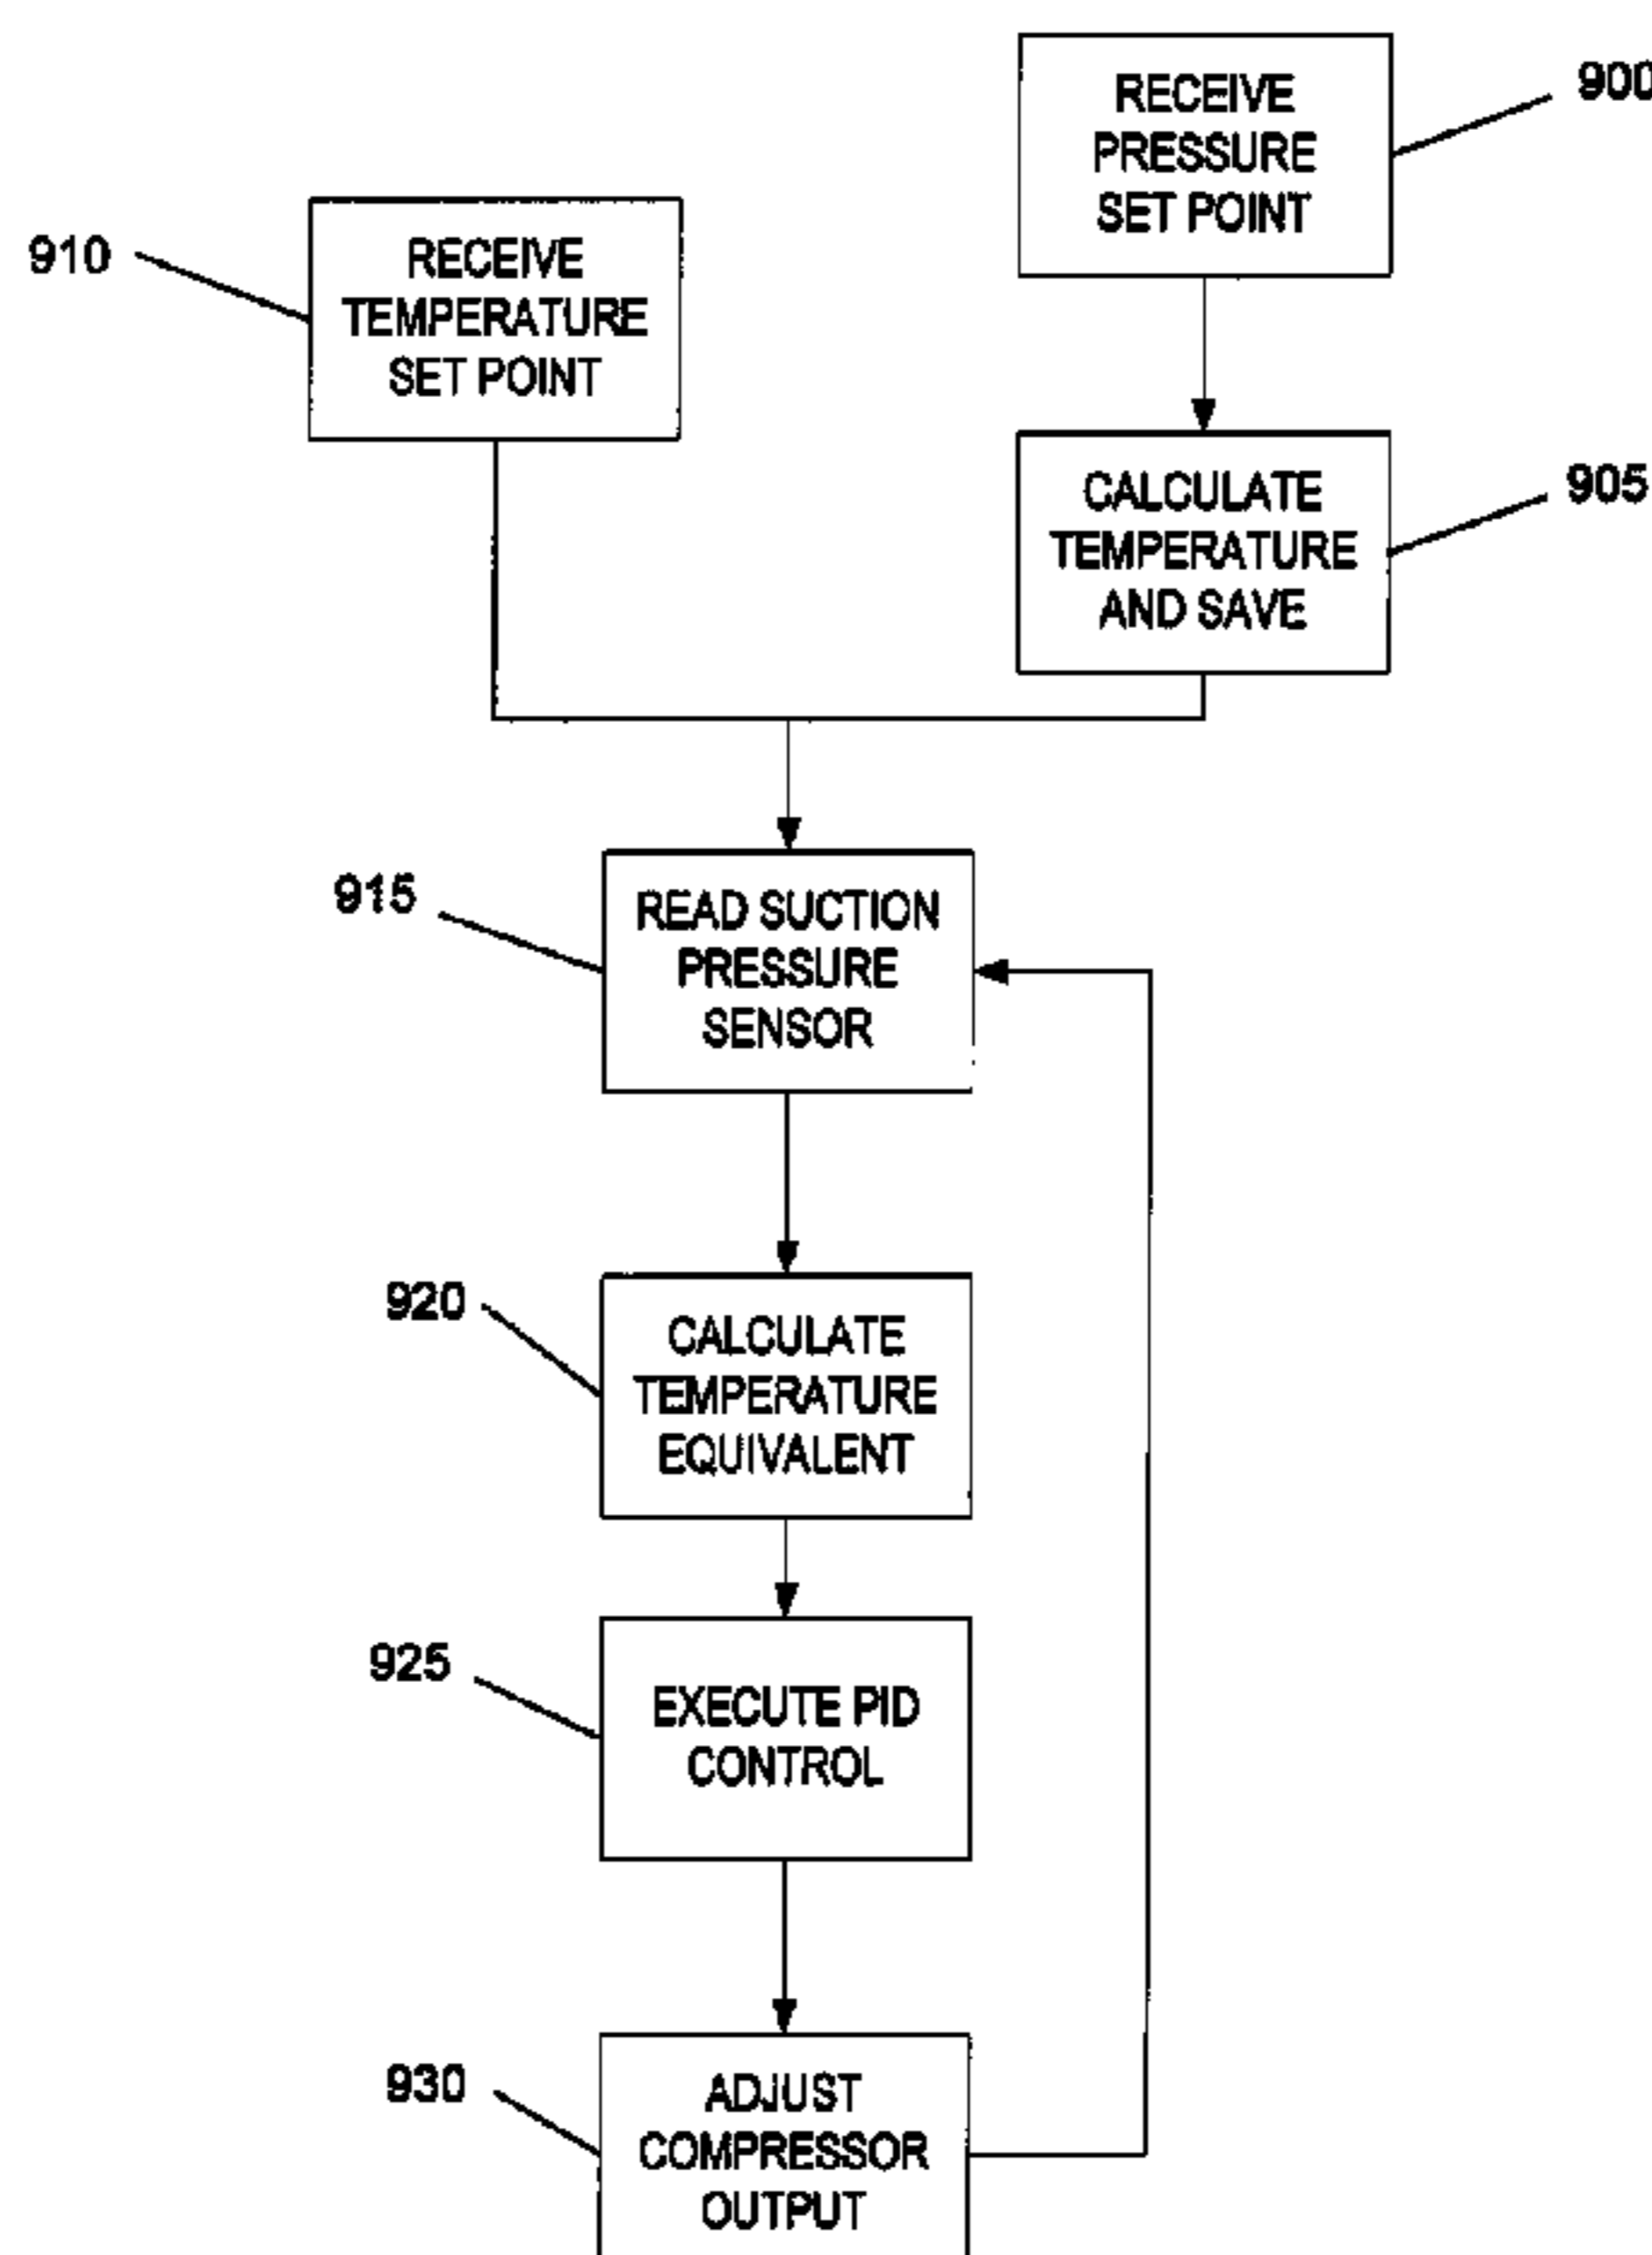 RECEIVE
PRESSURE
SET POINT
900
910
RECEIVE
TEMPERATURE
SET POINT
CALCULATE
TEMPERATURE
AND SAVE
905
915
READ SUCTION
PRESSURE
SENSOR
920
CALCULATE
TEMPERATURE
EQUIVALENT
925
EXECUTE PID
CONTROL
930
ADJUST
COMPRESSOR
OUTPUT